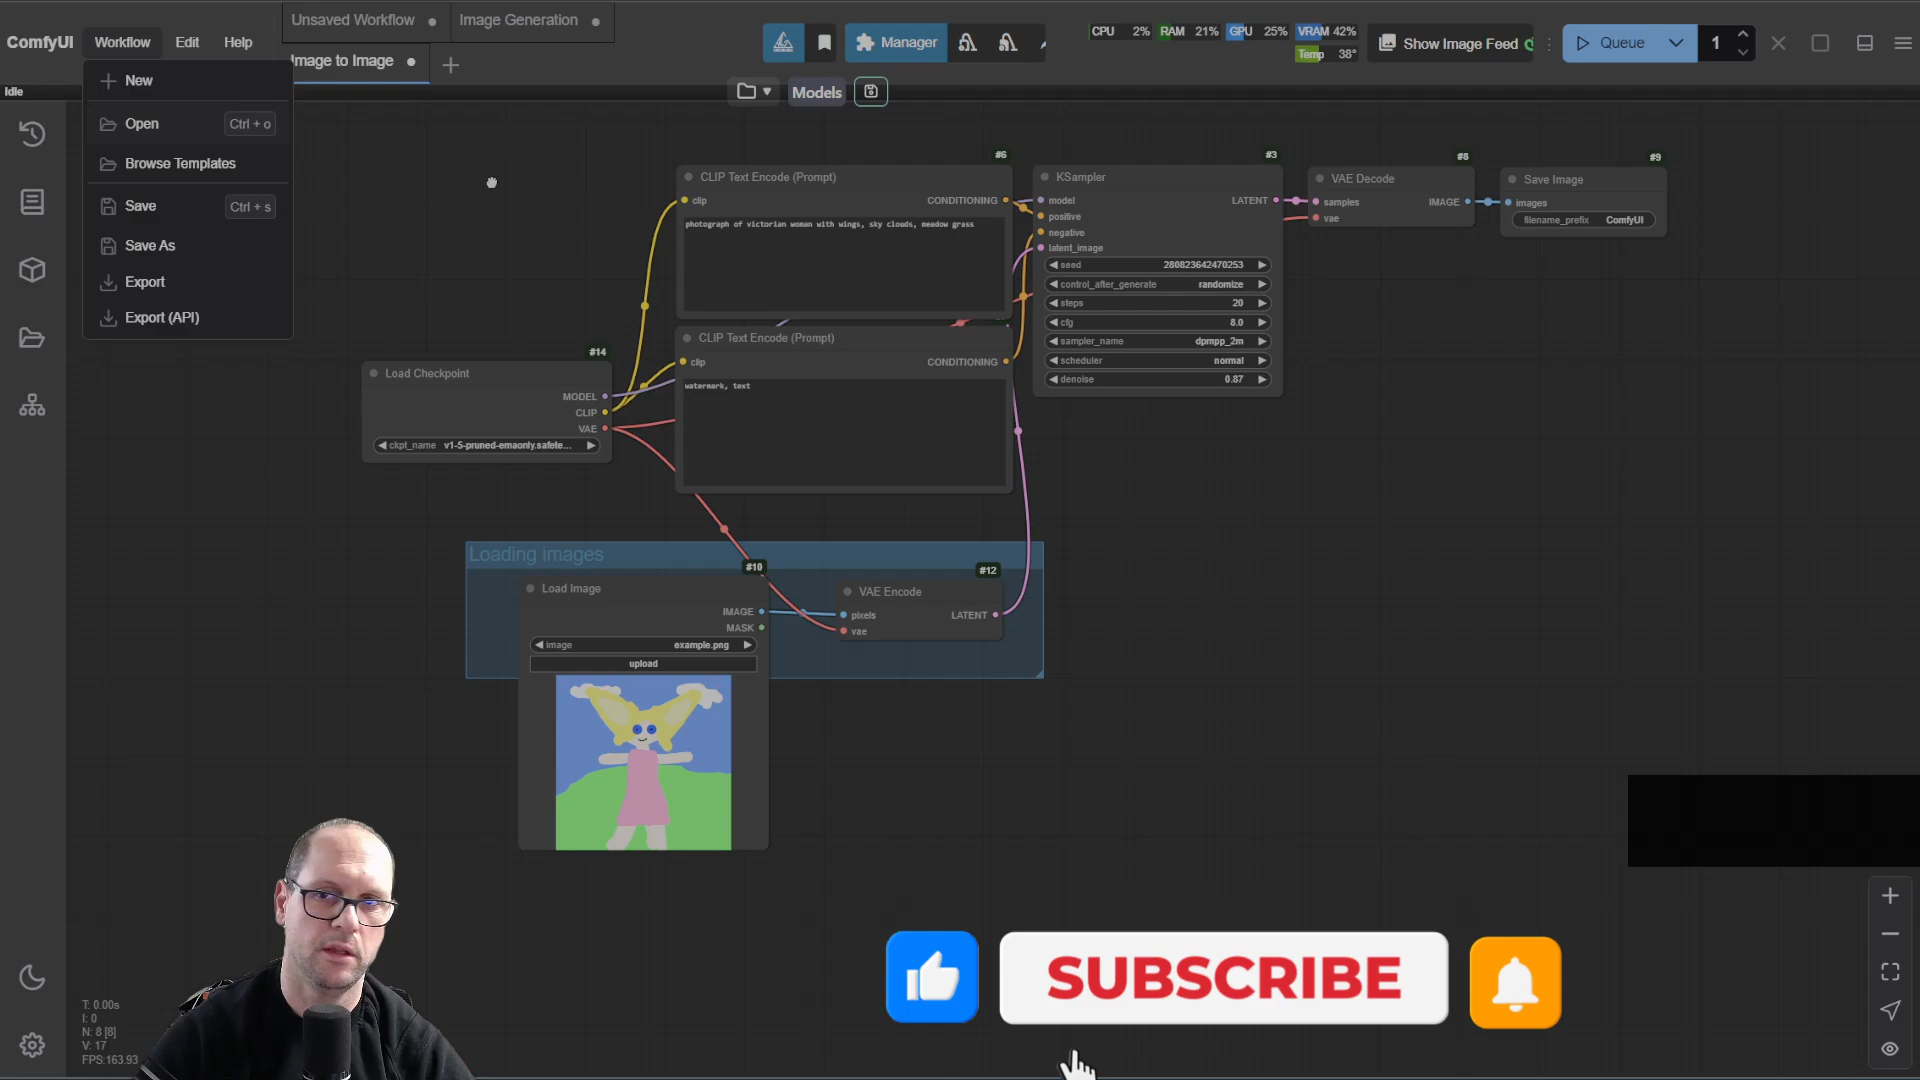 ComfyUI
Workflow
Edit
Help
Unsaved Workflow
Image Generation
Image to Image
Manager
CPU 2%
RAM 21%
GPU 25%
VRAM 42%
Temp 38°
Show Image Feed
Queue
1
Idle
New
Open Ctrl + o
Browse Templates
Save Ctrl + s
Save As
Export
Export (API)
Models
#6
CLIP Text Encode (Prompt)
clip CONDITIONING
photograph of victorian woman with wings, sky clouds, meadow grass
CLIP Text Encode (Prompt)
clip CONDITIONING
watermark, text
#3
KSampler
model LATENT
positive
negative
latent_image
seed 280823642470253
control_after_generate randomize
steps 20
cfg 8.0
sampler_name dpmpp_2m
scheduler normal
denoise 0.87
#8
VAE Decode
samples IMAGE
vae
#9
Save Image
images
filename_prefix ComfyUI
#14
Load Checkpoint
MODEL
CLIP
VAE
ckpt_name v1-5-pruned-emaonly.safete...
Loading images
#10
Load Image
IMAGE
MASK
image example.png
upload
#12
VAE Encode
pixels LATENT
vae
T: 0.00s
I: 0
N: 8 [8]
V: 17
FPS:163.93
SUBSCRIBE